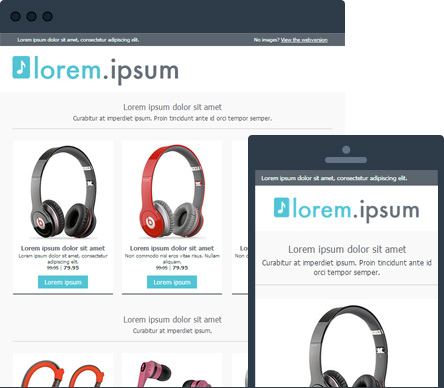 Lorem ipsum dolor sit amet, consectetur adipiscing elit.
No images? View the webversion
lorem.ipsum
Lorem ipsum dolor sit amet
Curabitur at imperdiet ipsum. Proin tincidunt ante id orci tempor semper.
Lorem ipsum dolor sit amet
Lorem ipsum dolor sit amet, consectetur
adipiscing elit.
99.95 | 79.95
Lorem ipsum
Lorem ipsum dolor sit amet
Non commodo nisl eros vitae risus. Nullam
aliquam.
99.95 | 79.95
Lorem ipsum
Lorem ipsum dolor sit amet
Curabitur at imperdiet ipsum.
Lorem ipsum dolor sit amet, consectetur adipiscing elit.
lorem.ipsum
Lorem ipsum dolor sit amet
Curabitur at imperdiet ipsum. Proin tincidunt ante id
orci tempor semper.